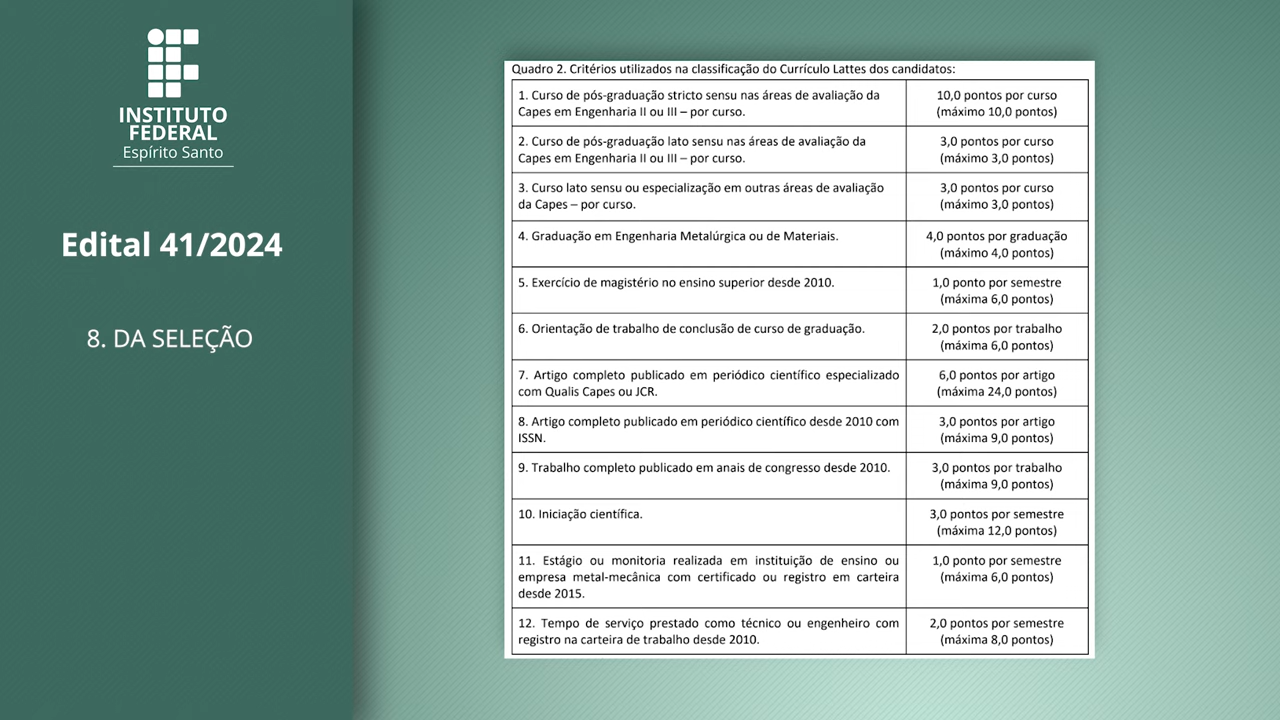 INSTITUTO
FEDERAL
Espírito Santo
Edital 41/2024
8. DA SELEÇÃO
Quadro 2. Critérios utilizados na classificação do Currículo Lattes dos candidatos:
1. Curso de pós-graduação stricto sensu nas áreas de avaliação da
Capes em Engenharia II ou III – por curso.
10,0 pontos por curso
(máximo 10,0 pontos)
2. Curso de pós-graduação lato sensu nas áreas de avaliação da
Capes em Engenharia II ou III – por curso.
3,0 pontos por curso
(máximo 3,0 pontos)
3. Curso lato sensu ou especialização em outras áreas de avaliação
da Capes – por curso.
3,0 pontos por curso
(máximo 3,0 pontos)
4. Graduação em Engenharia Metalúrgica ou de Materiais.
4,0 pontos por graduação
(máximo 4,0 pontos)
5. Exercício de magistério no ensino superior desde 2010.
1,0 ponto por semestre
(máxima 6,0 pontos)
6. Orientação de trabalho de conclusão de curso de graduação.
2,0 pontos por trabalho
(máxima 6,0 pontos)
7. Artigo completo publicado em periódico científico especializado
com Qualis Capes ou JCR.
6,0 pontos por artigo
(máxima 24,0 pontos)
8. Artigo completo publicado em periódico científico desde 2010 com
ISSN.
3,0 pontos por artigo
(máxima 9,0 pontos)
9. Trabalho completo publicado em anais de congresso desde 2010.
3,0 pontos por trabalho
(máxima 9,0 pontos)
10. Iniciação científica.
3,0 pontos por semestre
(máxima 12,0 pontos)
11. Estágio ou monitoria realizada em instituição de ensino ou
empresa metal-mecânica com certificado ou registro em carteira
desde 2015.
1,0 ponto por semestre
(máxima 6,0 pontos)
12. Tempo de serviço prestado como técnico ou engenheiro com
registro na carteira de trabalho desde 2010.
2,0 pontos por semestre
(máxima 8,0 pontos)